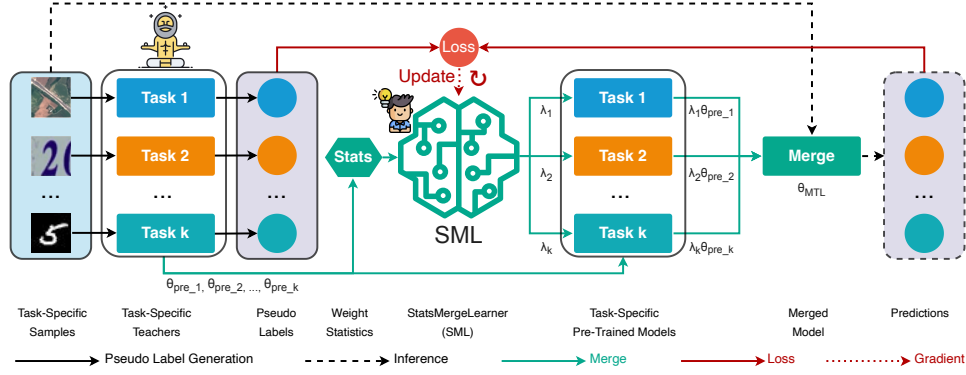 Loss
Update
Task 1
Task 2
...
Task k
Stats
SML
λ1
λ2
...
λk
Task 1
Task 2
...
Task k
λ1θpre_1
λ2θpre_2
...
λkθpre_k
Merge
θMTL
...
...
...
θpre_1, θpre_2, ..., θpre_k
Task-Specific Samples
Task-Specific Teachers
Pseudo Labels
Weight Statistics
StatsMergeLearner (SML)
Task-Specific Pre-Trained Models
Merged Model
Predictions
Pseudo Label Generation
Inference
Merge
Loss
Gradient